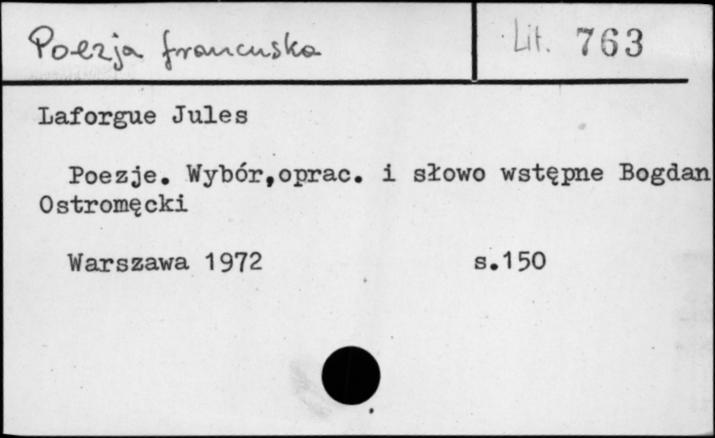 Poezja francuska
Lit. 763
Laforgue Jules
Poezje. Wybór,oprac. i słowo wstępne Bogdan
Ostromęcki
Warszawa 1972 s.150